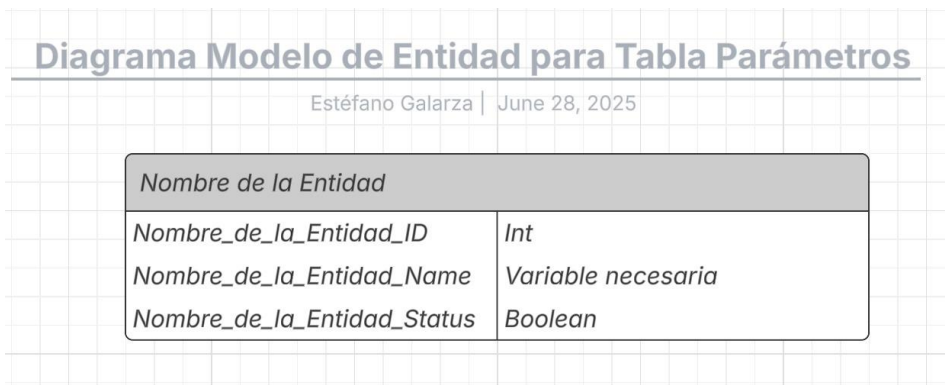 Diagrama Modelo de Entidad para Tabla Parámetros
Estéfano Galarza | June 28, 2025
Nombre de la Entidad
Nombre_de_la_Entidad_ID Int
Nombre_de_la_Entidad_Name Variable necesaria
Nombre_de_la_Entidad_Status Boolean